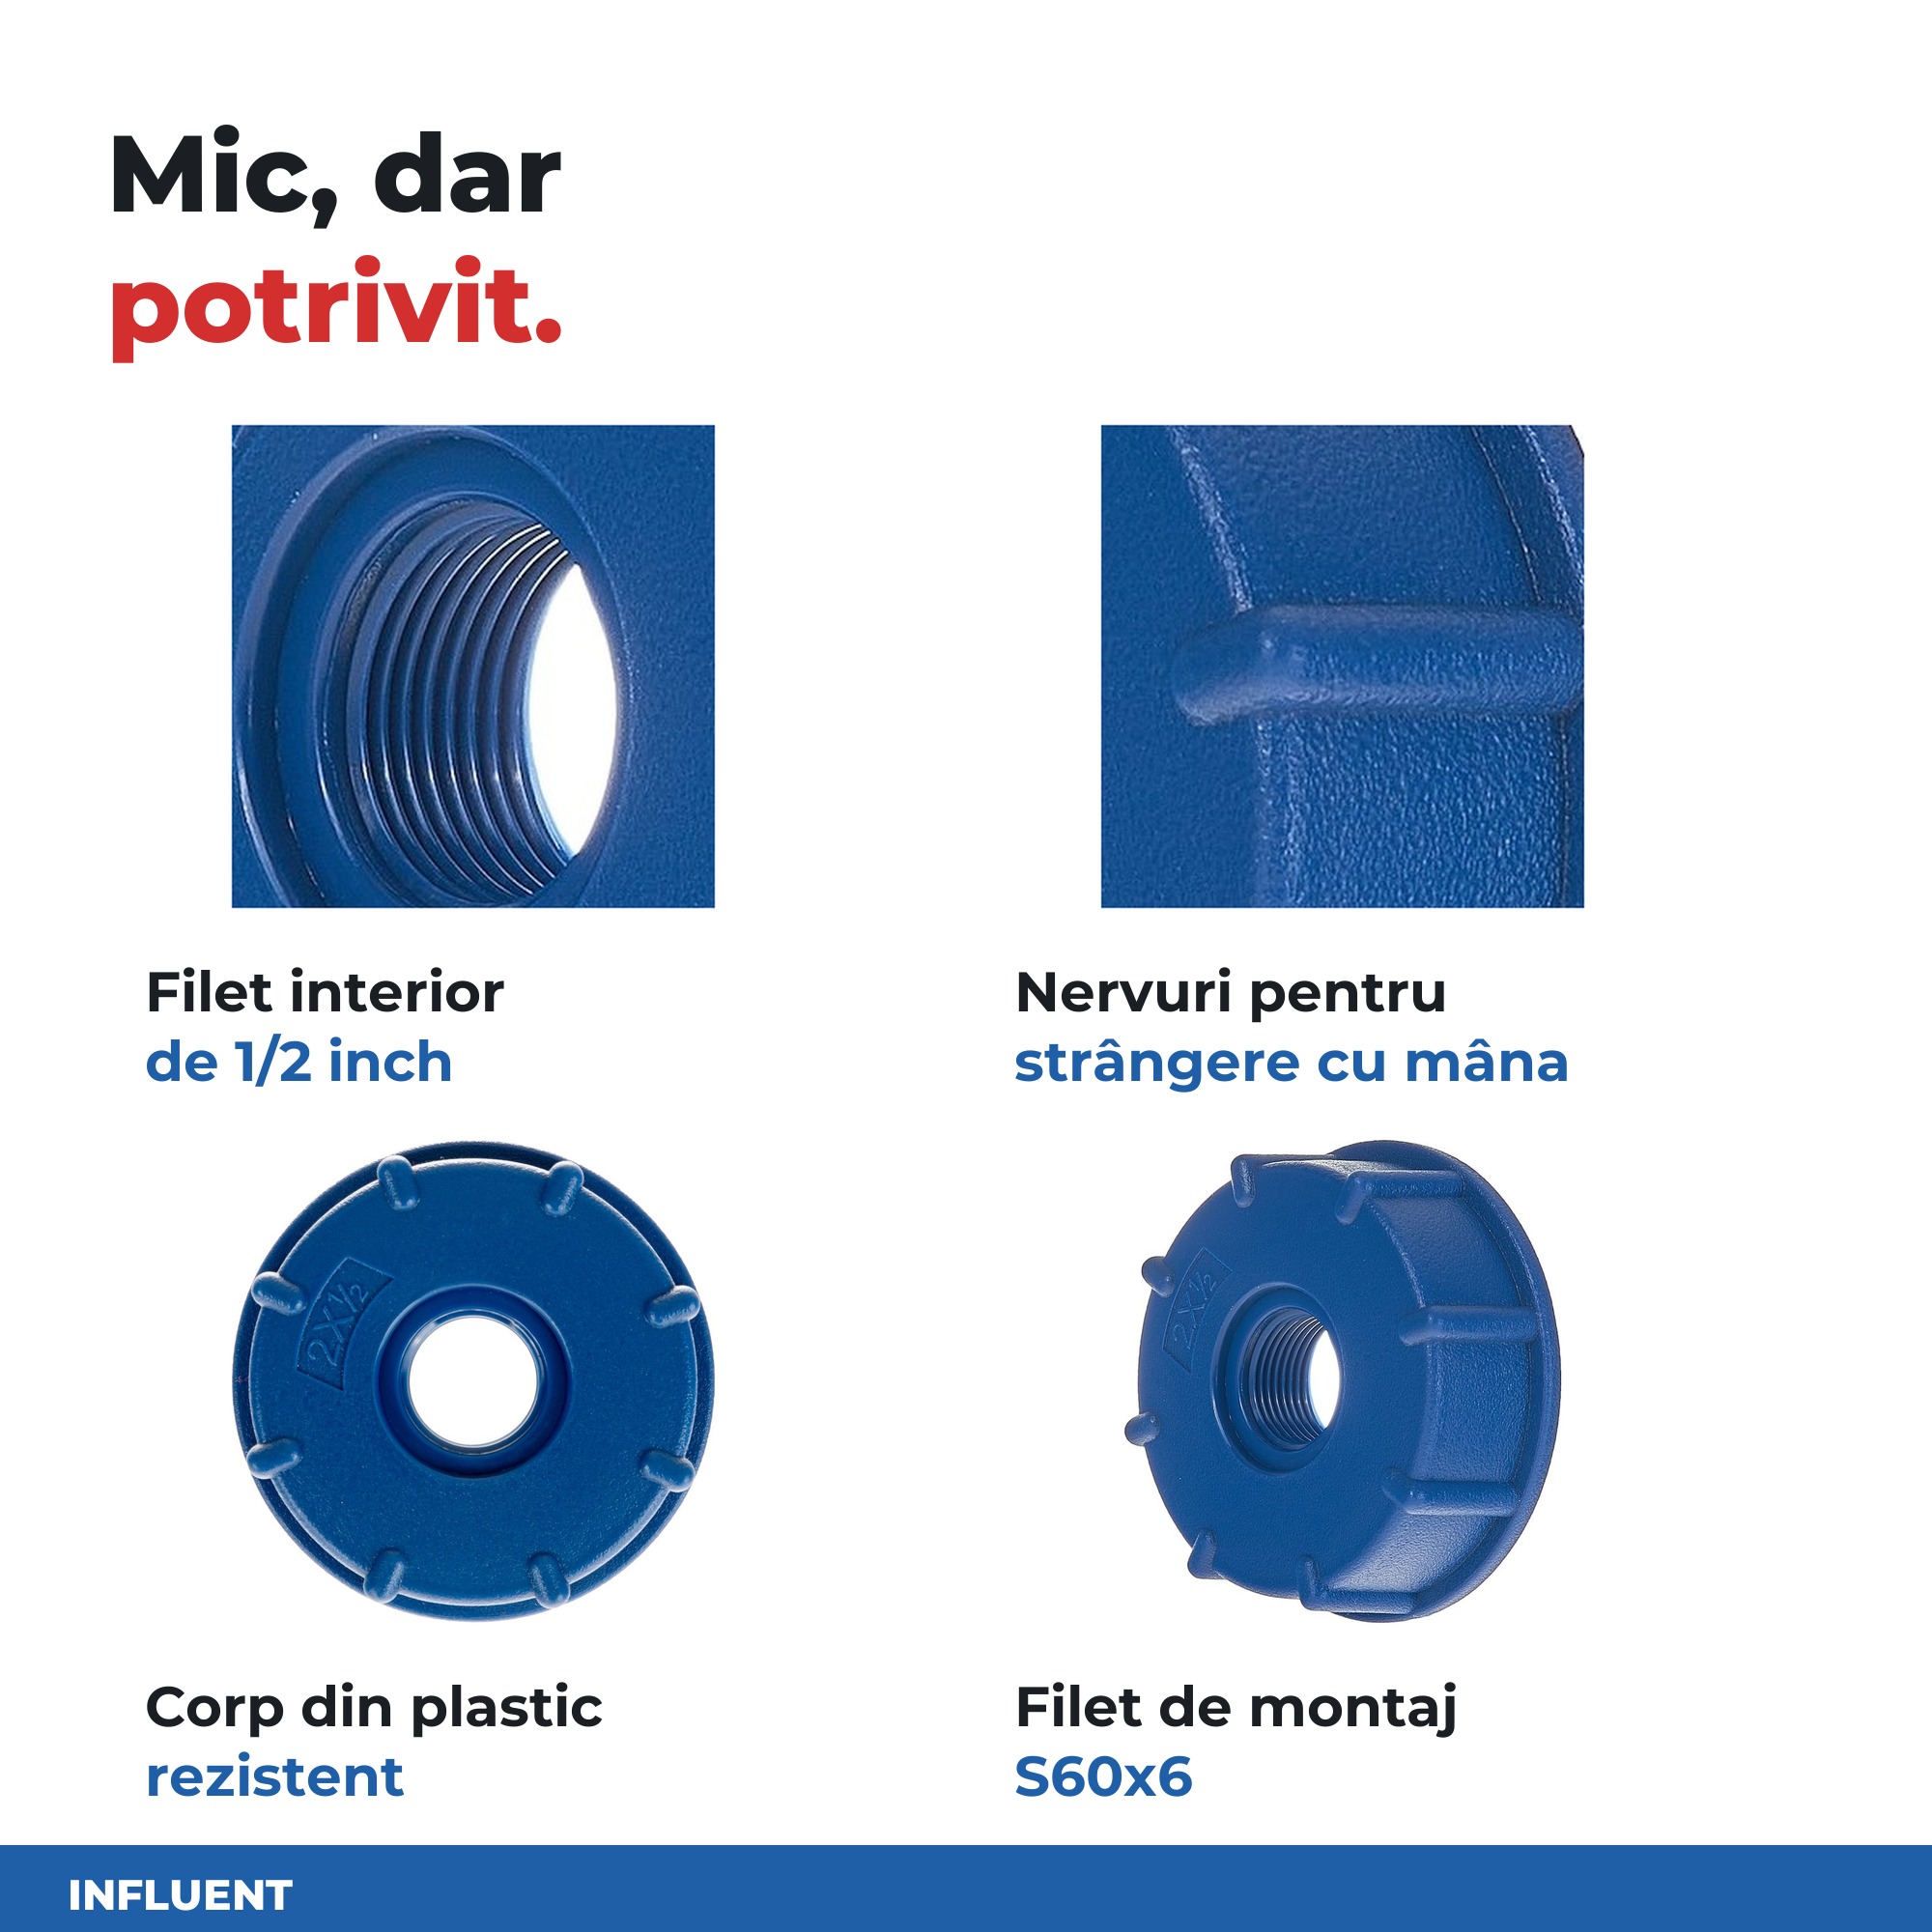 Mic, dar
potrivit.
Filet interior
de 1/2 inch
Nervuri pentru
strângere cu mâna
2X½
2X½
Corp din plastic
rezistent
Filet de montaj
S60x6
INFLUENT